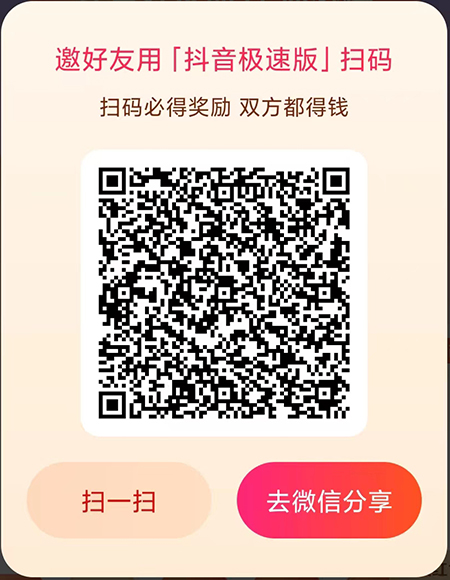 邀好友用「抖音极速版」扫码
扫码必得奖励 双方都得钱
扫一扫
去微信分享